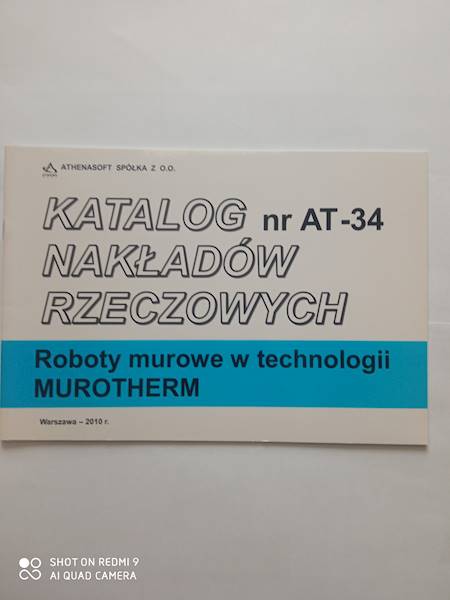 ATHENASOFT SPÓŁKA Z O.O.
KATALOG nr AT-34
NAKŁADÓW
RZECZOWYCH
Roboty murowe w technologii
MUROTHERM
Warszawa – 2010 r.
SHOT ON REDMI 9
AI QUAD CAMERA